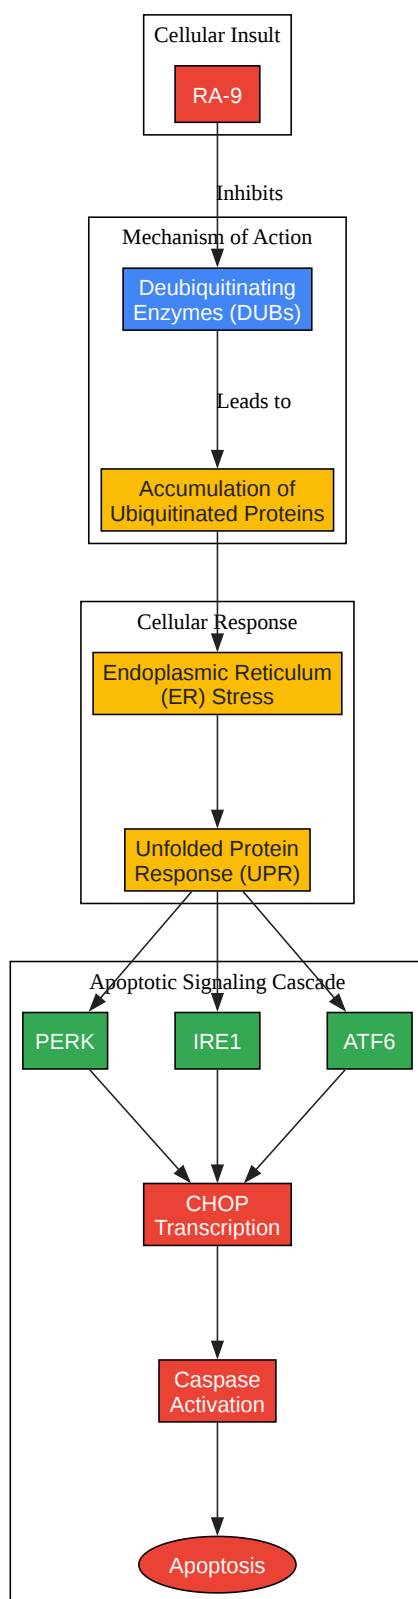 Cellular Insult
RA-9
Inhibits
Mechanism of Action
Deubiquitinating
Enzymes (DUBs)
Leads to
Accumulation of
Ubiquitinated Proteins
Cellular Response
Endoplasmic Reticulum
(ER) Stress
Unfolded Protein
Response (UPR)
Apoptotic Signaling Cascade
PERK
IRE1
ATF6
CHOP
Transcription
Caspase
Activation
Apoptosis